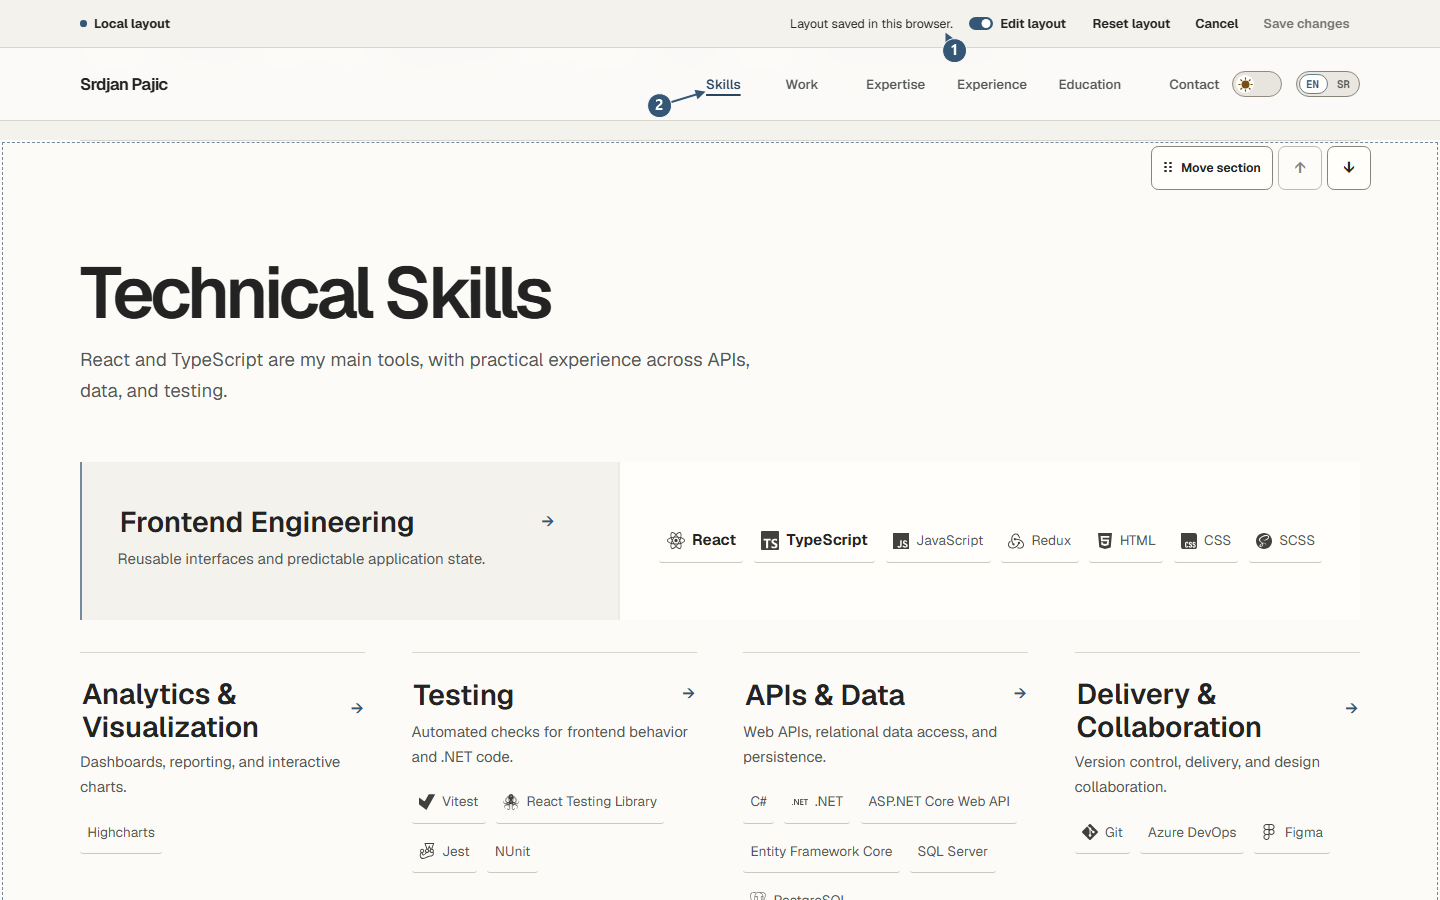 Local layout
Layout saved in this browser.
Edit layout
Reset layout
Cancel
Save changes
1
Srdjan Pajic
Skills
Work
Expertise
Experience
Education
Contact
EN
SR
2
Move section
Technical Skills
React and TypeScript are my main tools, with practical experience across APIs,
data, and testing.
Frontend Engineering
Reusable interfaces and predictable application state.
React
TS
TypeScript
JS
JavaScript
Redux
5
HTML
CSS
CSS
SCSS
Analytics &
Visualization
Dashboards, reporting, and interactive
charts.
Highcharts
Testing
Automated checks for frontend behavior
and .NET code.
Vitest
React Testing Library
Jest
NUnit
APIs & Data
Web APIs, relational data access, and
persistence.
C#
.NET
.NET
ASP.NET Core Web API
Entity Framework Core
SQL Server
PostgreSQL
Delivery &
Collaboration
Version control, delivery, and design
collaboration.
Git
Azure DevOps
Figma